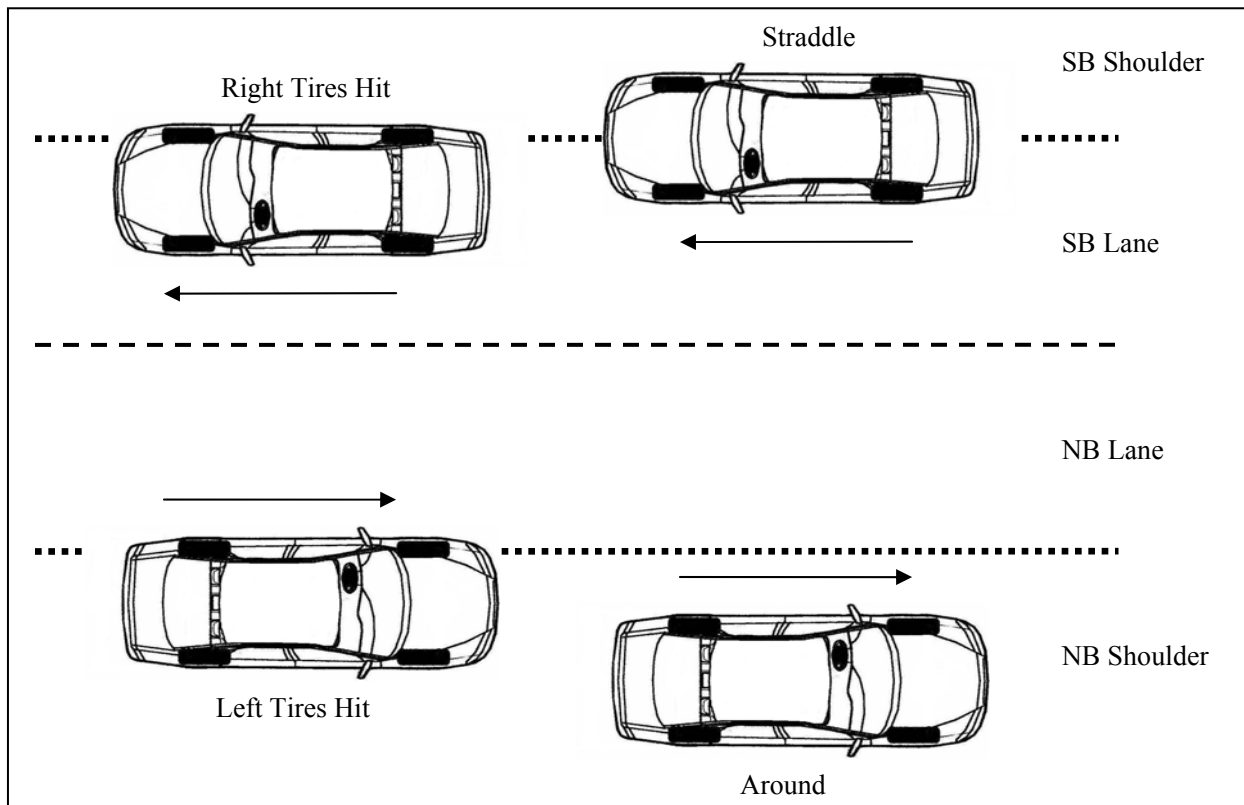 Straddle
SB Shoulder
Right Tires Hit
SB Lane
NB Lane
NB Shoulder
Left Tires Hit
Around